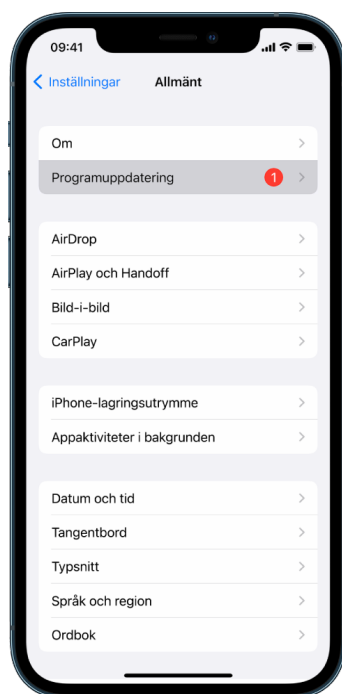 09:41
Inställningar Allmänt
Om
Programuppdatering 1
AirDrop
AirPlay och Handoff
Bild-i-bild
CarPlay
iPhone-lagringsutrymme
Appaktiviteter i bakgrunden
Datum och tid
Tangentbord
Typsnitt
Språk och region
Ordbok